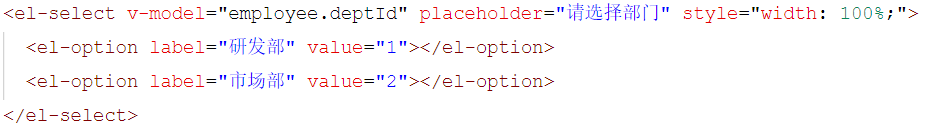 <el-select v-model="employee.deptId" placeholder="请选择部门" style="width: 100%;">
  <el-option label="研发部" value="1"></el-option>
  <el-option label="市场部" value="2"></el-option>
</el-select>